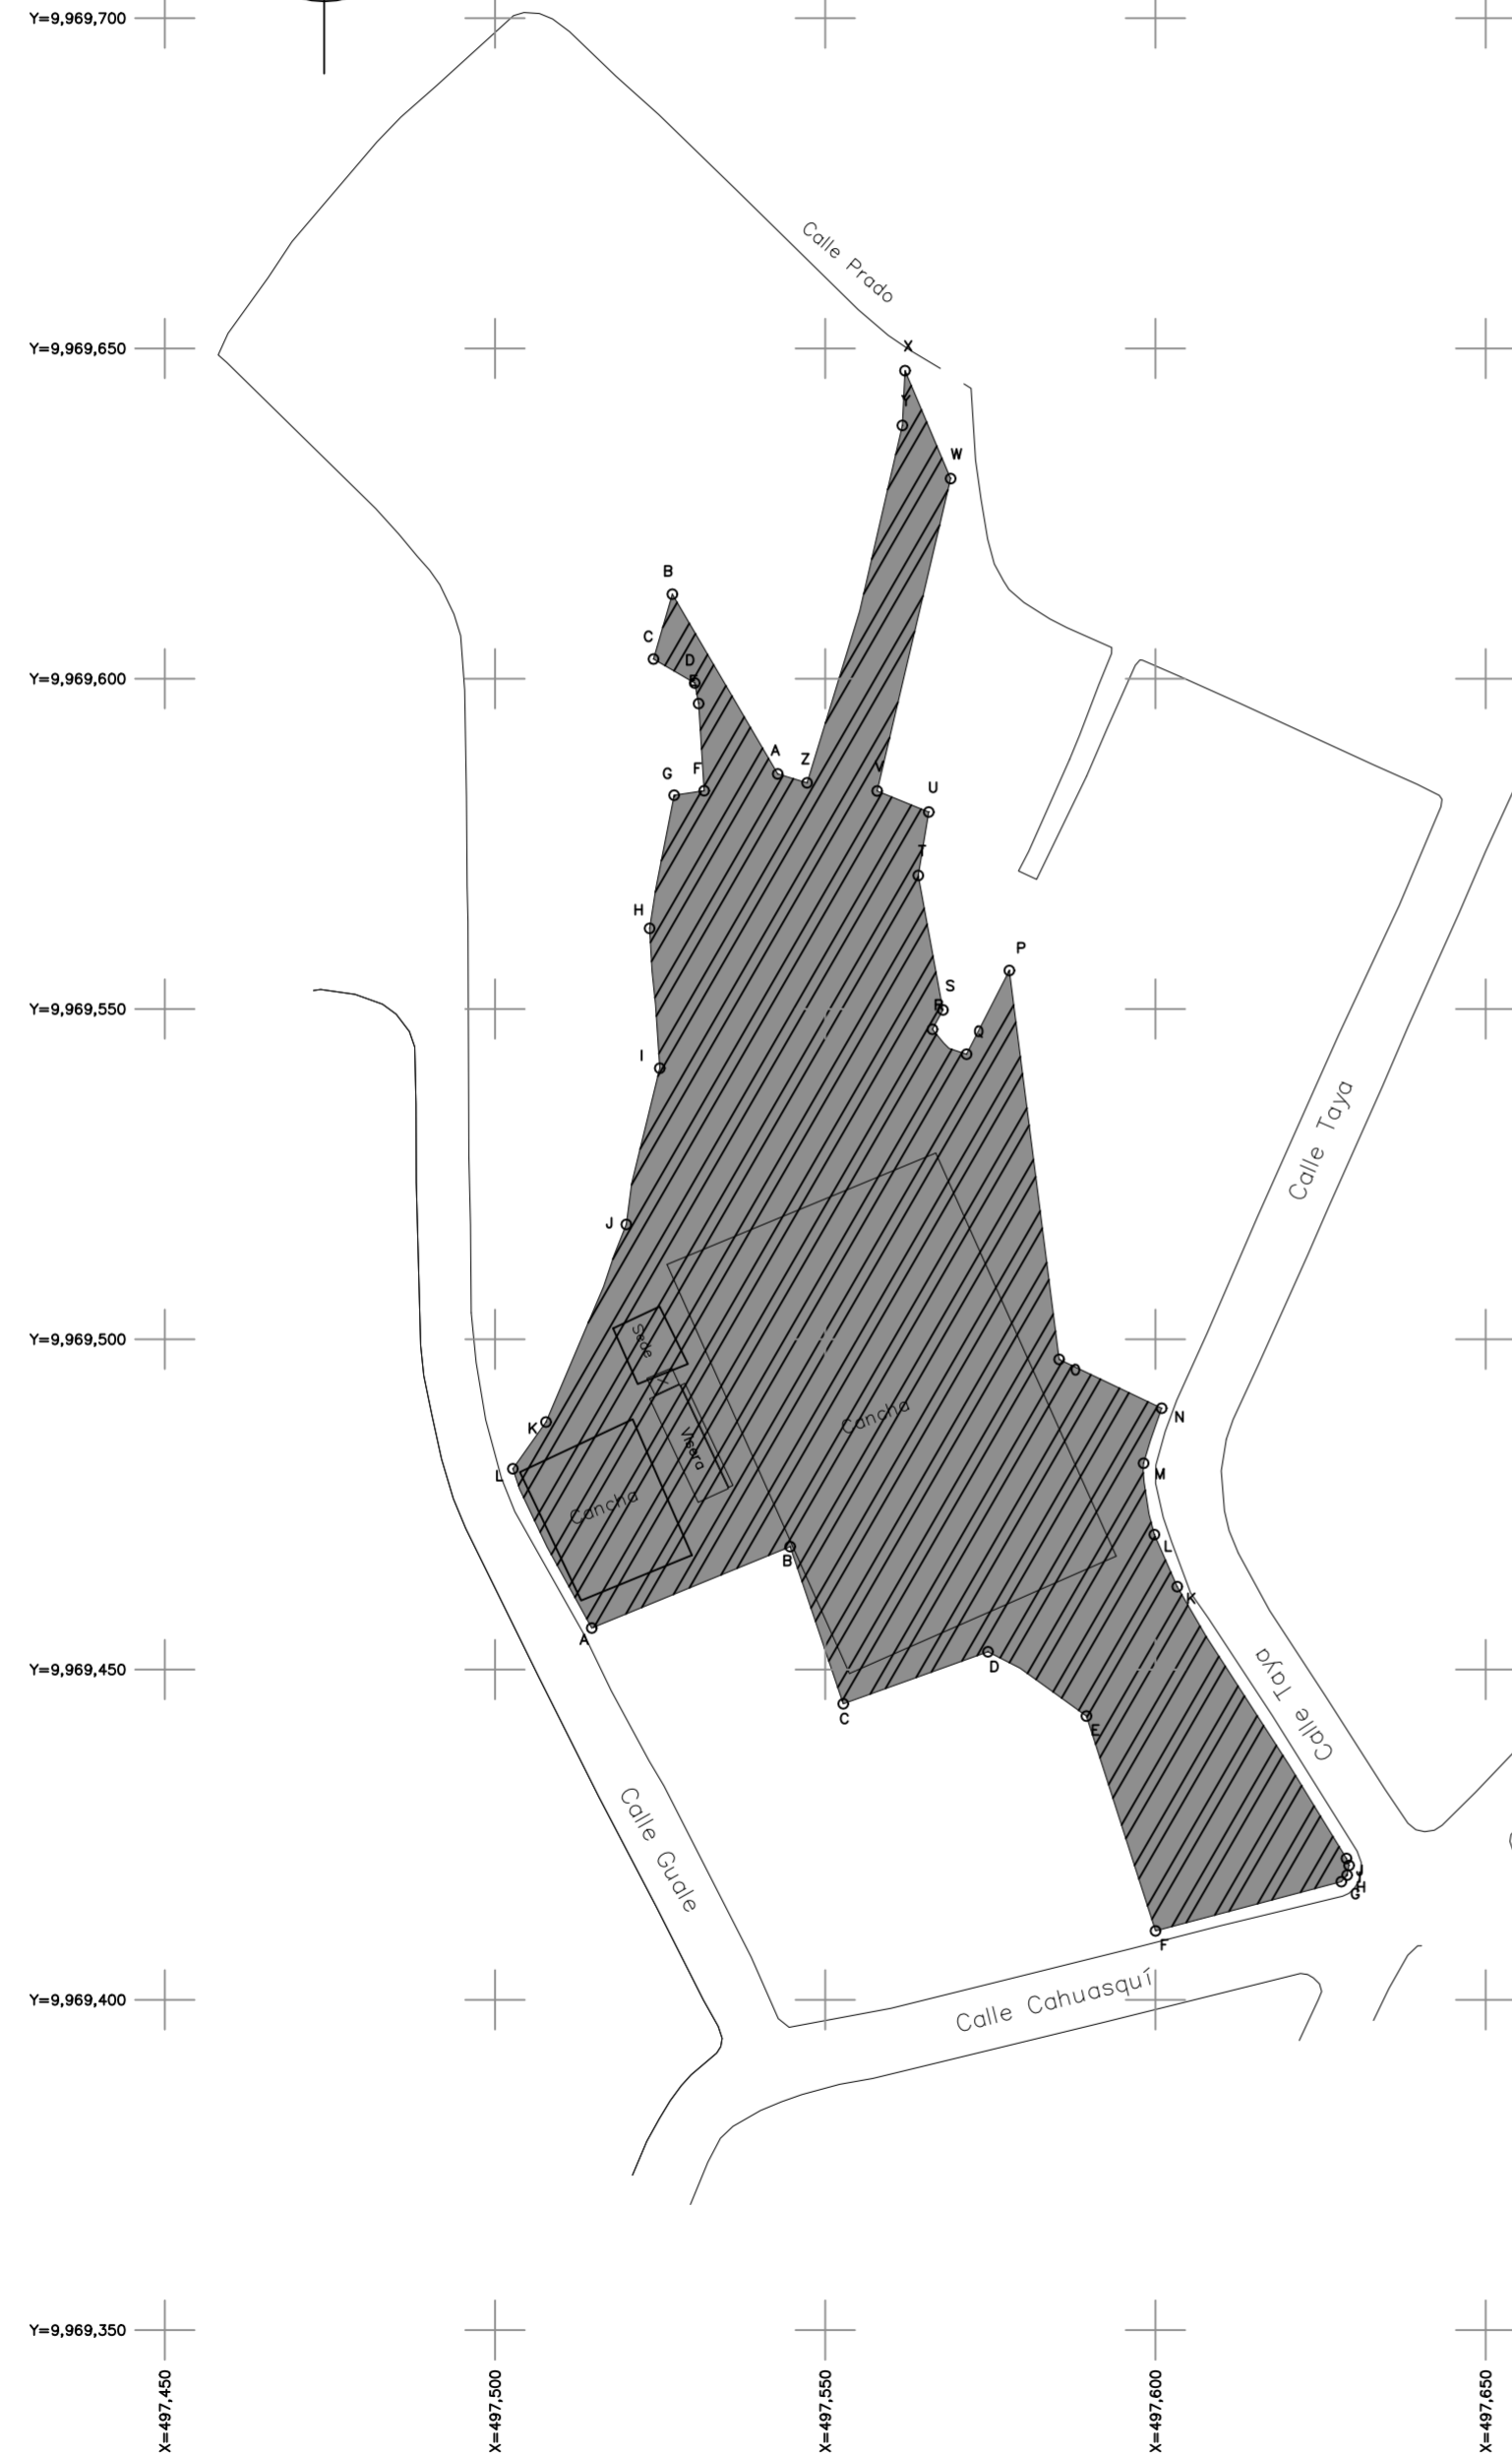 Y=9,969,700
Calle Prado
Y=9,969,650
X
Y
W
B
C
D
E
Y=9,969,600
A
Z
F
G
V
U
T
H
P
S
R
Y=9,969,550
Q
I
Calle Taya
J
Sede
Y=9,969,500
O
Y
Cancha
N
K
Visera
L
M
Cancha
L
B
K
A
D
Y=9,969,450
Calle Taya
C
E
Calle Guale
J
I
H
G
F
Calle Cahuasquí
Y=9,969,400
Y=9,969,350
X=497,450
X=497,500
X=497,550
X=497,600
X=497,650